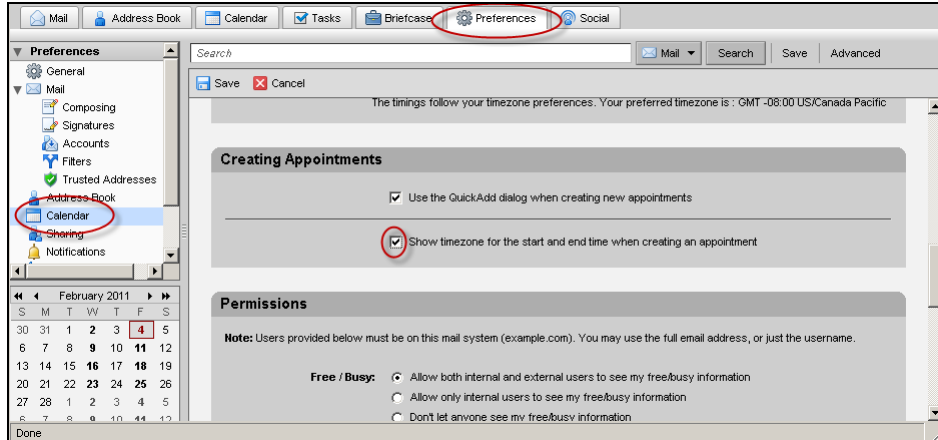 Mail Address Book Calendar Tasks Briefcase Preferences Social
Preferences
Search Mail Search Save Advanced
General
Save Cancel
Mail
The timings follow your timezone preferences. Your preferred timezone is : GMT -08:00 US/Canada Pacific
Composing
Signatures
Accounts
Filters
Trusted Addresses
Address Book
Calendar
Sharing
Notifications
Creating Appointments
Use the QuickAdd dialog when creating new appointments
Show timezone for the start and end time when creating an appointment
February 2011
S M T W T F S
30 31 1 2 3 4 5
6 7 8 9 10 11 12
13 14 15 16 17 18 19
20 21 22 23 24 25 26
27 28 1 2 3 4 5
6 7 8 9 10 11 12
Permissions
Note: Users provided below must be on this mail system (example.com). You may use the full email address, or just the username.
Free / Busy: Allow both internal and external users to see my free/busy information
Allow only internal users to see my free/busy information
Don't let anyone see my free/busy information
Done